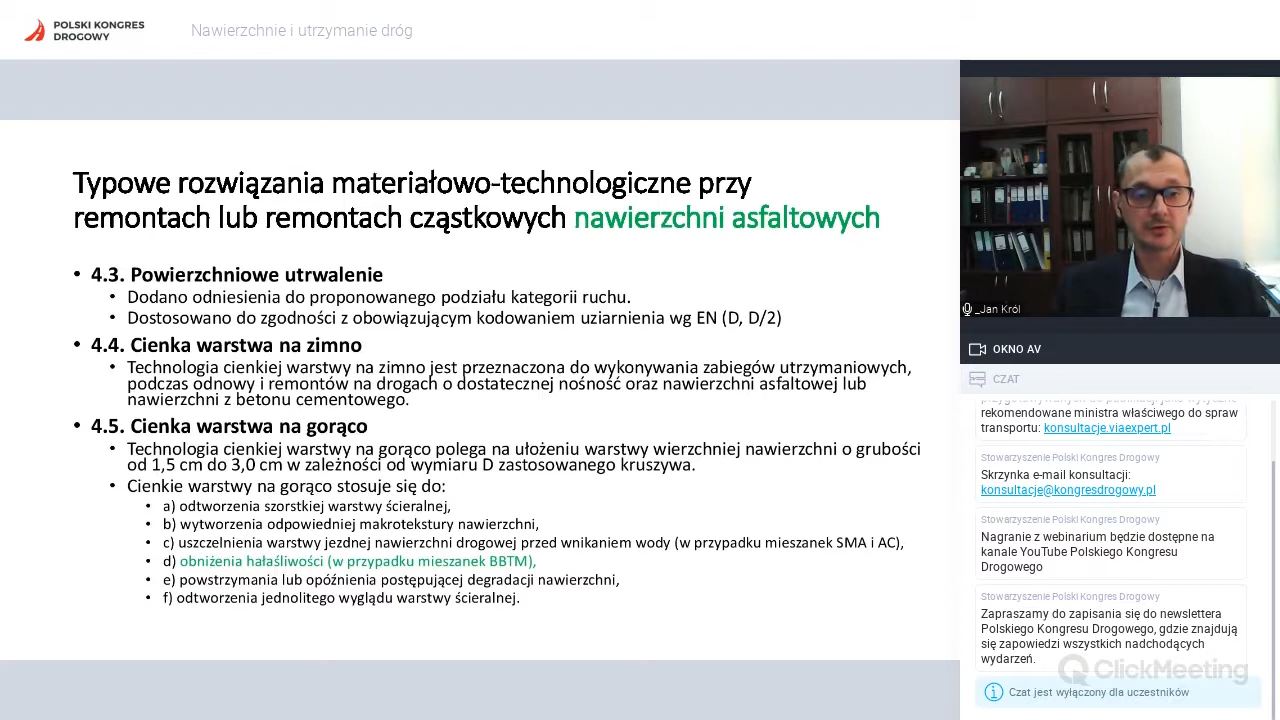 POLSKI KONGRES
DROGOWY
Nawierzchnie i utrzymanie dróg
Typowe rozwiązania materiałowo-technologiczne przy
remontach lub remontach cząstkowych nawierzchni asfaltowych
• 4.3. Powierzchniowe utrwalenie
• Dodano odniesienia do proponowanego podziału kategorii ruchu.
• Dostosowano do zgodności z obowiązującym kodowaniem uziarnienia wg EN (D, D/2)
• 4.4. Cienka warstwa na zimno
• Technologia cienkiej warstwy na zimno jest przeznaczona do wykonywania zabiegów utrzymaniowych,
podczas odnowy i remontów na drogach o dostatecznej nośność oraz nawierzchni asfaltowej lub
nawierzchni z betonu cementowego.
• 4.5. Cienka warstwa na gorąco
• Technologia cienkiej warstwy na gorąco polega na ułożeniu warstwy wierzchniej nawierzchni o grubości
od 1,5 cm do 3,0 cm w zależności od wymiaru D zastosowanego kruszywa.
• Cienkie warstwy na gorąco stosuje się do:
• a) odtworzenia szorstkiej warstwy ścieralnej,
• b) wytworzenia odpowiedniej makrotekstury nawierzchni,
• c) uszczelnienia warstwy jezdnej nawierzchni drogowej przed wnikaniem wody (w przypadku mieszanek SMA i AC),
• d) obniżenia hałaśliwości (w przypadku mieszanek BBTM),
• e) powstrzymania lub opóźnienia postępującej degradacji nawierzchni,
• f) odtworzenia jednolitego wyglądu warstwy ścieralnej.
_Jan Król
OKNO AV
CZAT
przygotowywanych do publikacji jako wytyczne
rekomendowane ministra właściwego do spraw
transportu: konsultacje.viaexpert.pl
Stowarzyszenie Polski Kongres Drogowy
Skrzynka e-mail konsultacji:
konsultacje@kongresdrogowy.pl
Stowarzyszenie Polski Kongres Drogowy
Nagranie z webinarium będzie dostępne na
kanale YouTube Polskiego Kongresu
Drogowego
Stowarzyszenie Polski Kongres Drogowy
Zapraszamy do zapisania się do newslettera
Polskiego Kongresu Drogowego, gdzie znajdują
się zapowiedzi wszystkich nadchodzących
wydarzeń.
ClickMeeting
Czat jest wyłączony dla uczestników